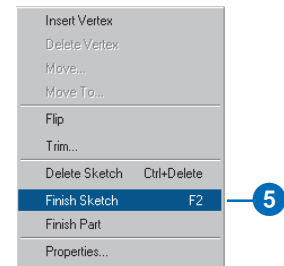 Insert Vertex
Delete Vertex
Move...
Move To...
Flip
Trim...
Delete Sketch Ctrl+Delete
Finish Sketch F2
5
Finish Part
Properties...